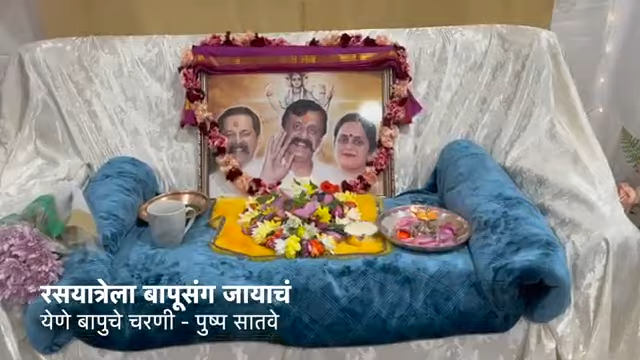 रसयात्रेला बापूसंग जायाचं
येणे बापुचे चरणी - पुष्प सातवे